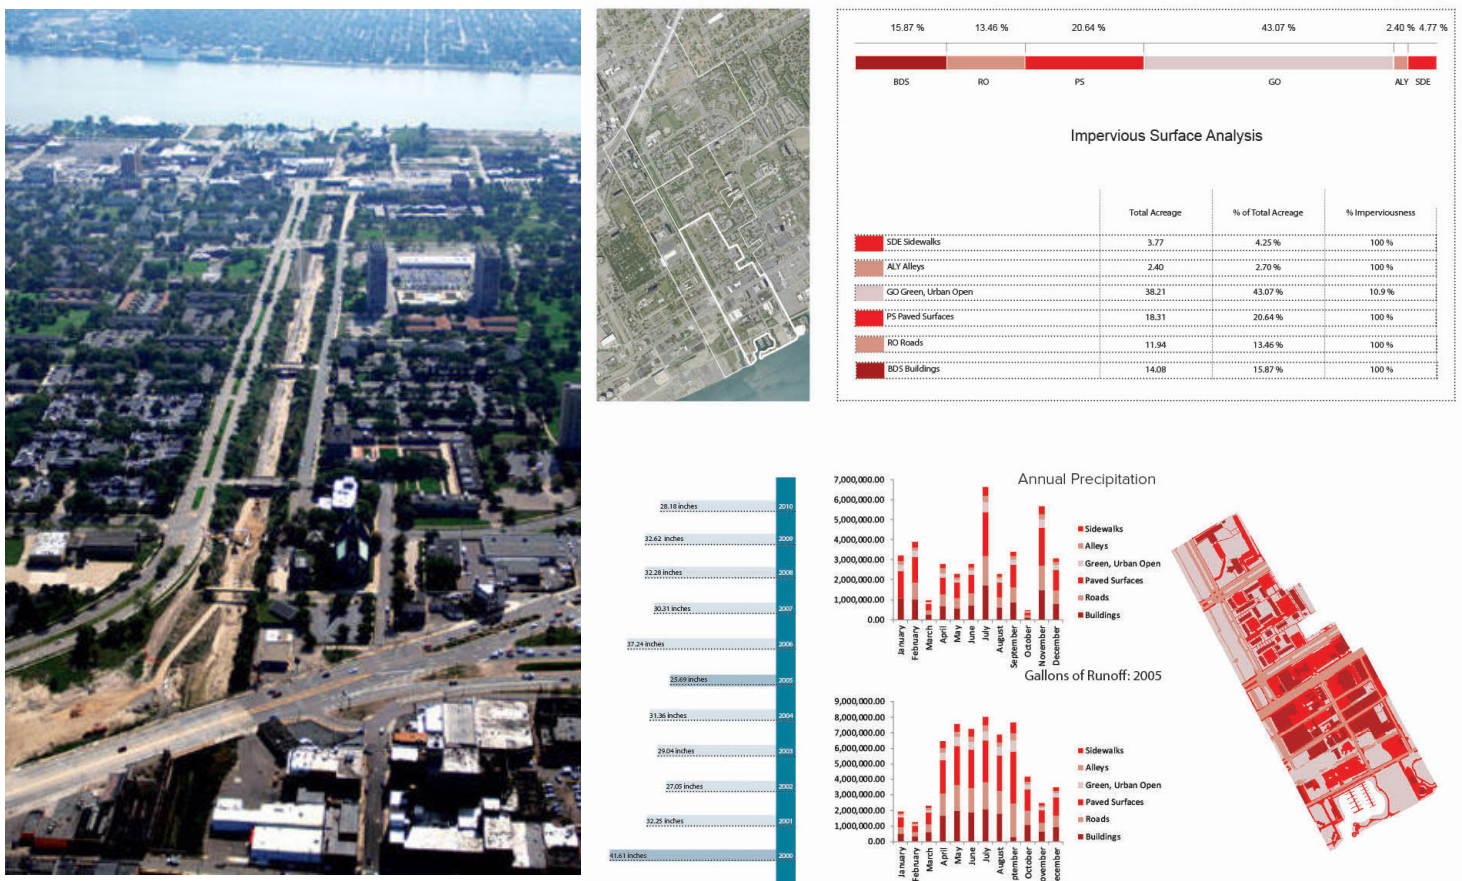 15.87 % 13.46 % 20.64 % 43.07 % 2.40 % 4.77 %
BDS RO PS GO ALY SDE
Impervious Surface Analysis
Total Acreage % of Total Acreage % Imperviousness
SDE Sidewalks 3.77 4.25 % 100 %
ALY Alleys 2.40 2.70 % 100 %
GO Green, Urban Open 38.21 43.07 % 10.9 %
PS Paved Surfaces 18.31 20.64 % 100 %
RO Roads 11.94 13.46 % 100 %
BDS Buildings 14.08 15.87 % 100 %
28.18 inches 2010
32.62 inches 2009
32.28 inches 2008
30.31 inches 2007
37.24 inches 2006
25.69 inches 2005
31.36 inches 2004
29.04 inches 2003
27.05 inches 2002
32.25 inches 2001
41.61 inches 2000
Annual Precipitation
7,000,000.00
6,000,000.00
5,000,000.00
4,000,000.00
3,000,000.00
2,000,000.00
1,000,000.00
0.00
January
February
March
April
May
June
July
August
September
October
November
December
Sidewalks
Alleys
Green, Urban Open
Paved Surfaces
Roads
Buildings
Gallons of Runoff: 2005
9,000,000.00
8,000,000.00
7,000,000.00
6,000,000.00
5,000,000.00
4,000,000.00
3,000,000.00
2,000,000.00
1,000,000.00
0.00
January
February
March
April
May
June
July
August
September
October
November
December
Sidewalks
Alleys
Green, Urban Open
Paved Surfaces
Roads
Buildings